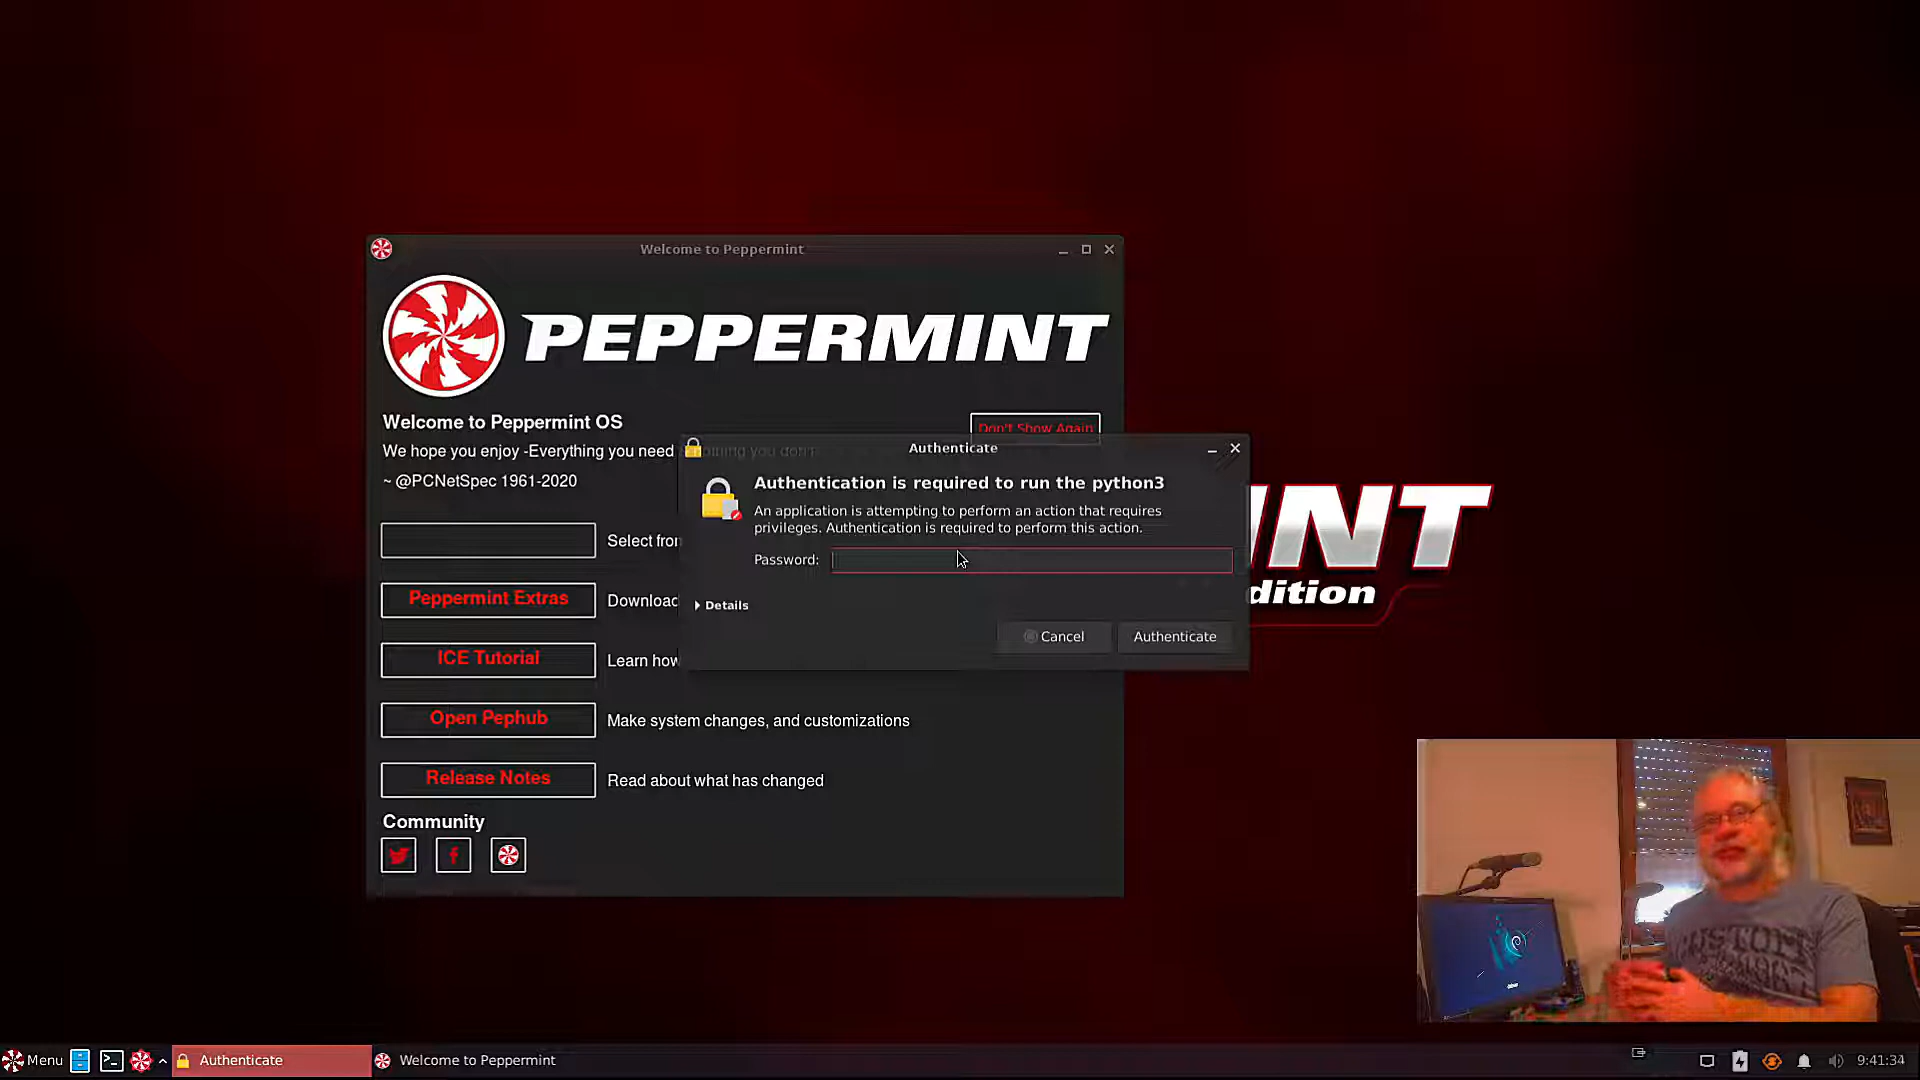 Welcome to Peppermint
PEPPERMINT
Welcome to Peppermint OS
Don't Show Again
We hope you enjoy -Everything you need
~ @PCNetSpec 1961-2020
Authenticate
Authentication is required to run the python3
An application is attempting to perform an action that requires
privileges. Authentication is required to perform this action.
Password:
Details
Cancel
Authenticate
Select from
Peppermint Extras
Download
ICE Tutorial
Learn how
Open Pephub
Make system changes, and customizations
Release Notes
Read about what has changed
Community
INT
dition
Menu
Authenticate
Welcome to Peppermint
9:41:34